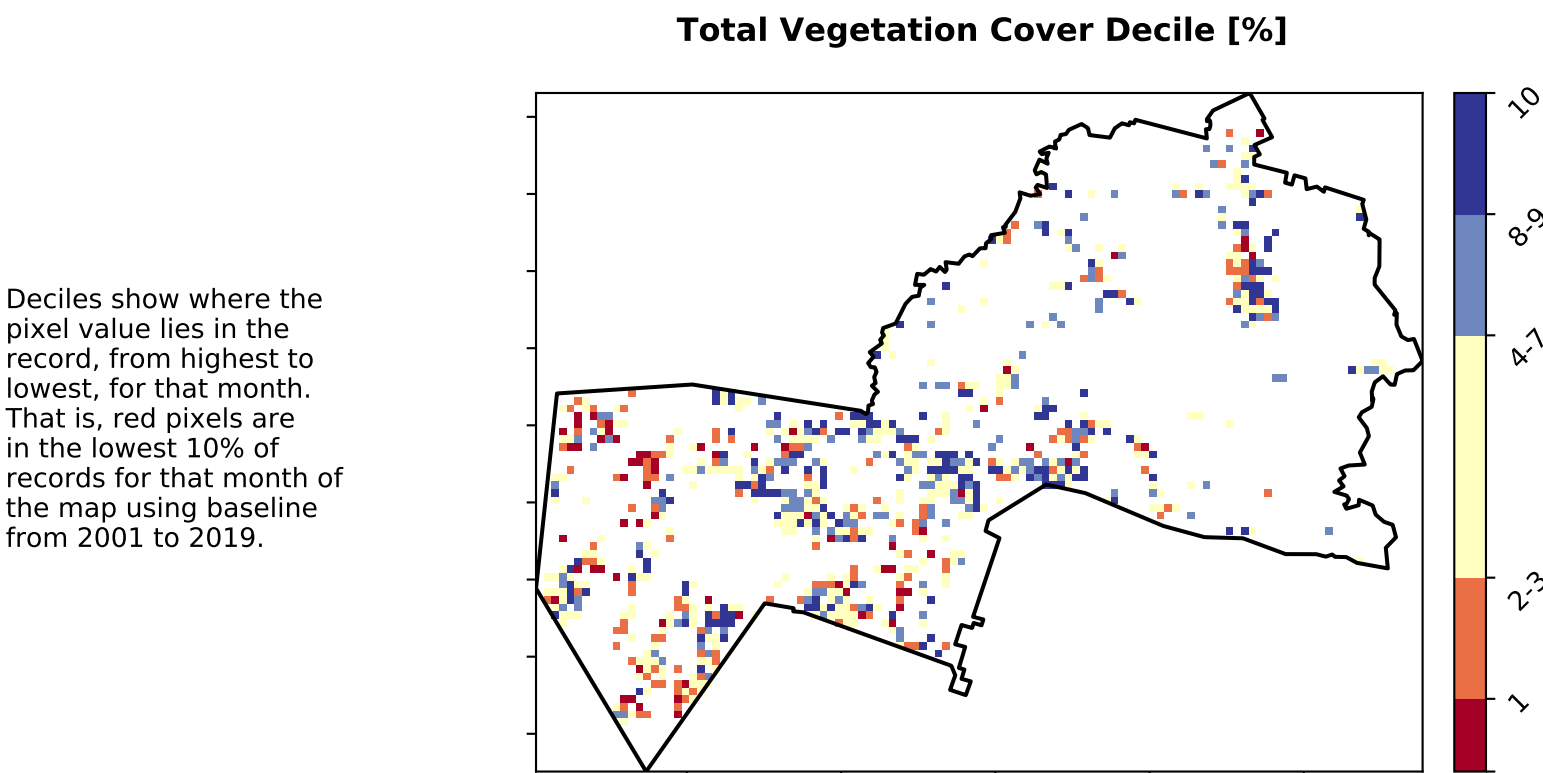 Total Vegetation Cover Decile [%]
Deciles show where the
pixel value lies in the
record, from highest to
lowest, for that month.
That is, red pixels are
in the lowest 10% of
records for that month of
the map using baseline
from 2001 to 2019.
10
8-9
4-7
2-3
1